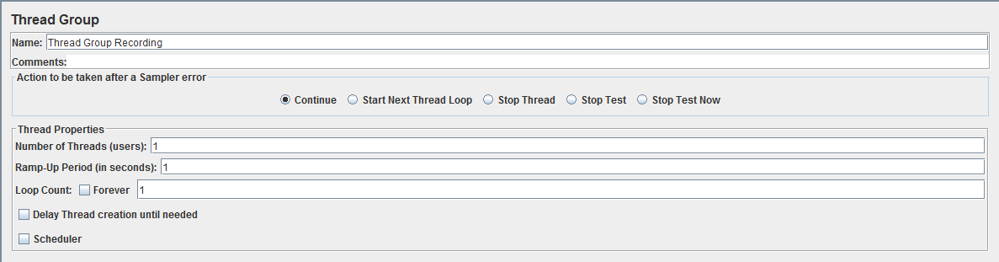 Thread Group
Name: Thread Group Recording
Comments:
Action to be taken after a Sampler error
Continue Start Next Thread Loop Stop Thread Stop Test Stop Test Now
Thread Properties
Number of Threads (users): 1
Ramp-Up Period (in seconds): 1
Loop Count: Forever 1
Delay Thread creation until needed
Scheduler